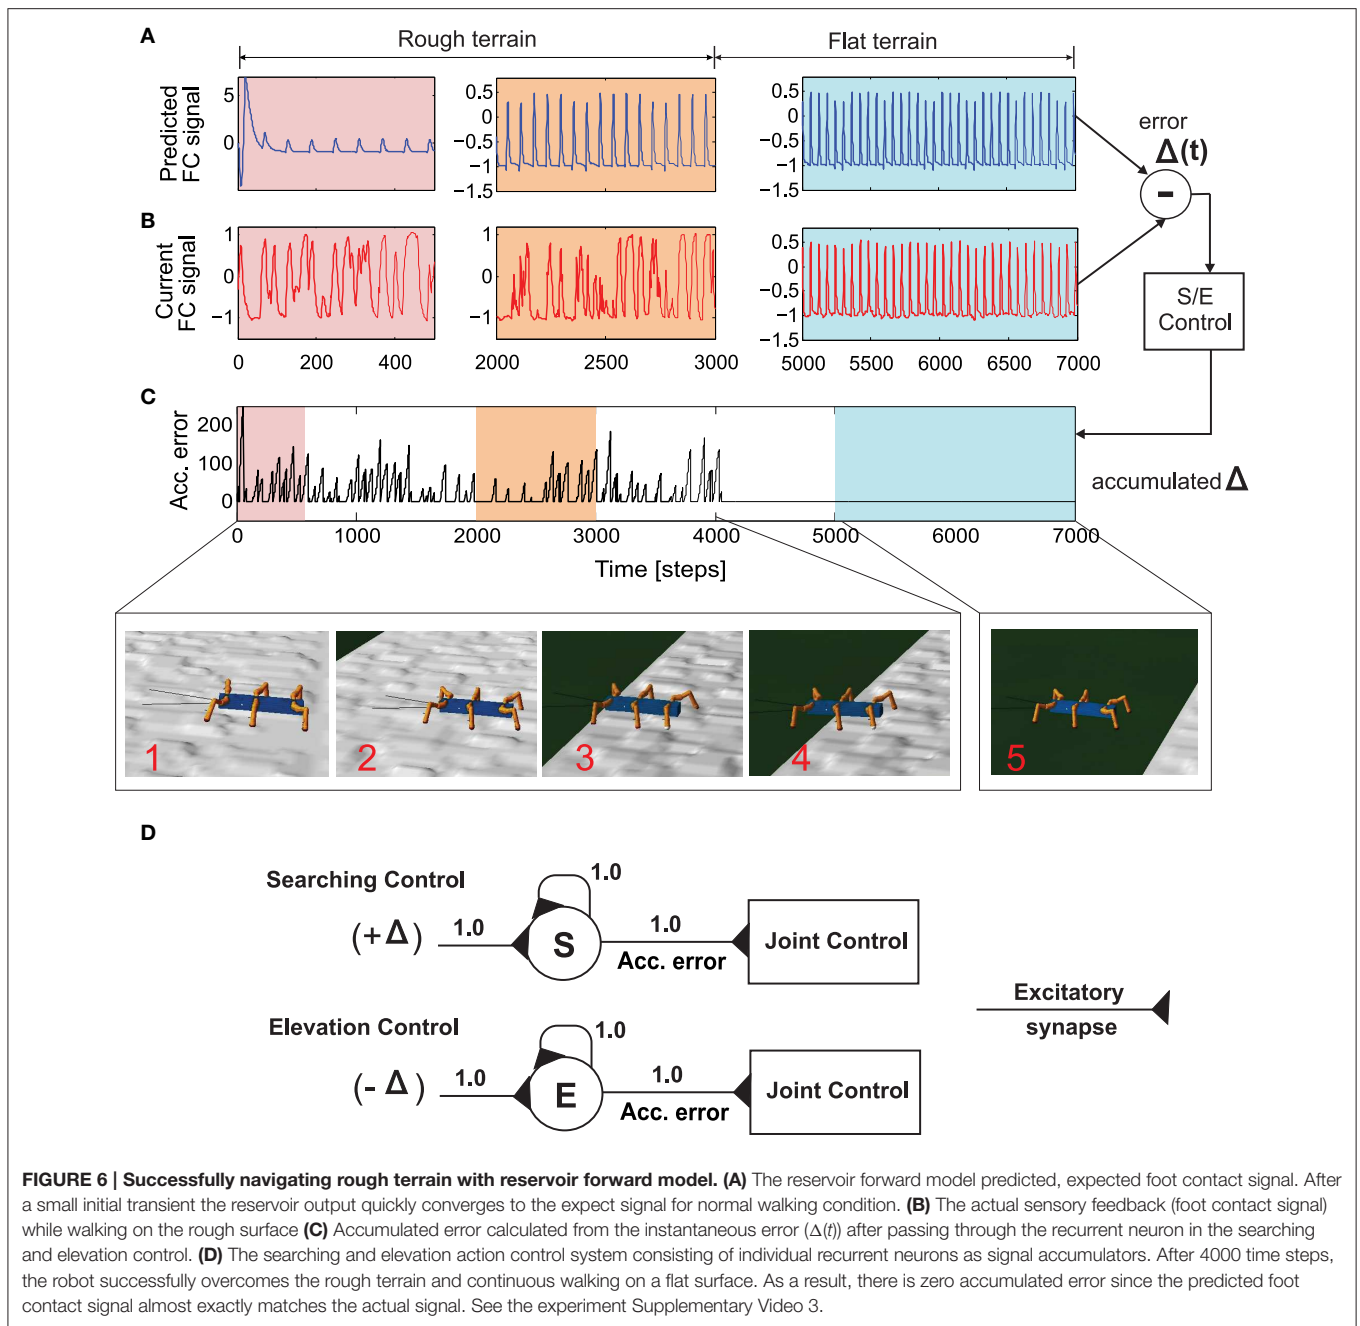 A
Rough terrain
Flat terrain
Predicted
FC signal
5
0
0.5
0
−0.5
−1
−1.5
0.5
0
−0.5
−1
−1.5
error
Δ(t)
-
B
Current
FC signal
1
0
−1
1
0
−1
0.5
0
−0.5
−1
−1.5
0 200 400
2000 2500 3000
5000 5500 6000 6500 7000
S/E
Control
C
Acc. error
200
100
0
accumulated Δ
0 1000 2000 3000 4000 5000 6000 7000
Time [steps]
1 2 3 4 5
D
Searching Control
(+Δ)
1.0
1.0
S
1.0
Acc. error
Joint Control
Excitatory
synapse
Elevation Control
(-Δ)
1.0
1.0
E
1.0
Acc. error
Joint Control
FIGURE 6 | Successfully navigating rough terrain with reservoir forward model. (A) The reservoir forward model predicted, expected foot contact signal. After
a small initial transient the reservoir output quickly converges to the expect signal for normal walking condition. (B) The actual sensory feedback (foot contact signal)
while walking on the rough surface (C) Accumulated error calculated from the instantaneous error (Δ(t)) after passing through the recurrent neuron in the searching
and elevation control. (D) The searching and elevation action control system consisting of individual recurrent neurons as signal accumulators. After 4000 time steps,
the robot successfully overcomes the rough terrain and continuous walking on a flat surface. As a result, there is zero accumulated error since the predicted foot
contact signal almost exactly matches the actual signal. See the experiment Supplementary Video 3.